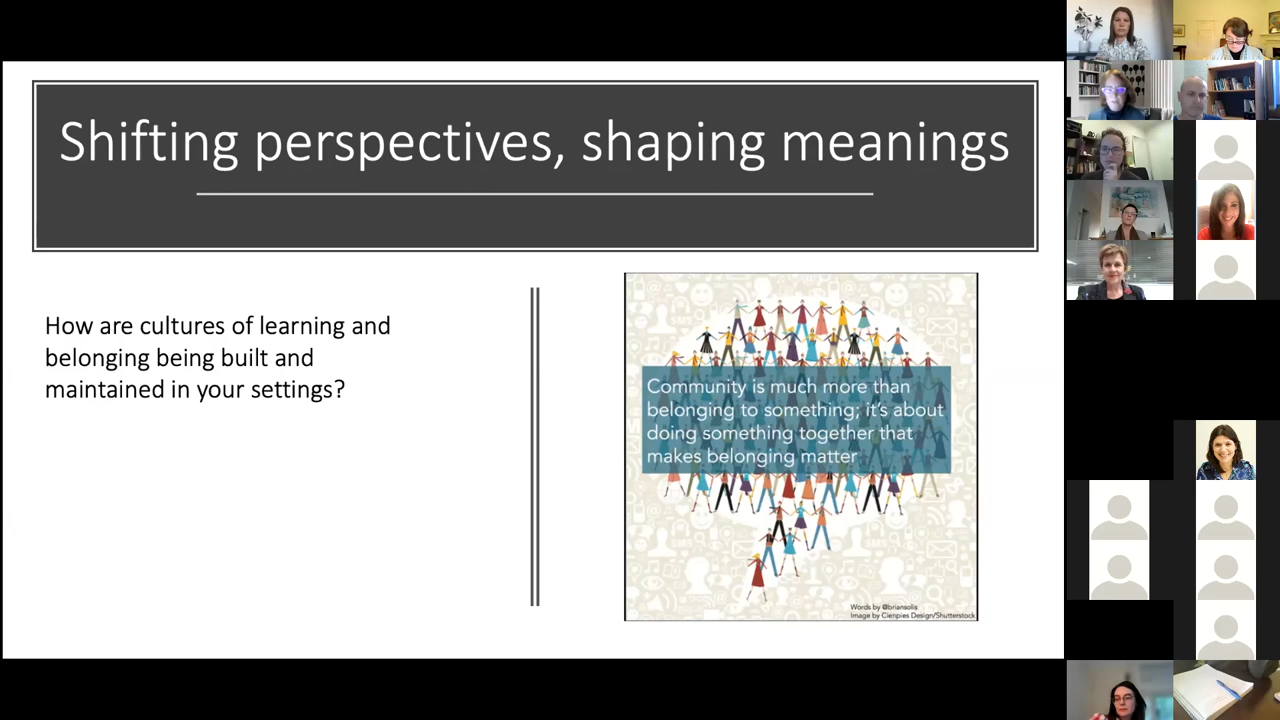 Shifting perspectives, shaping meanings
How are cultures of learning and
belonging being built and
maintained in your settings?
Community is much more than
belonging to something; it's about
doing something together that
makes belonging matter
Words by @briansolis
Image by Cienpies Design/Shutterstock